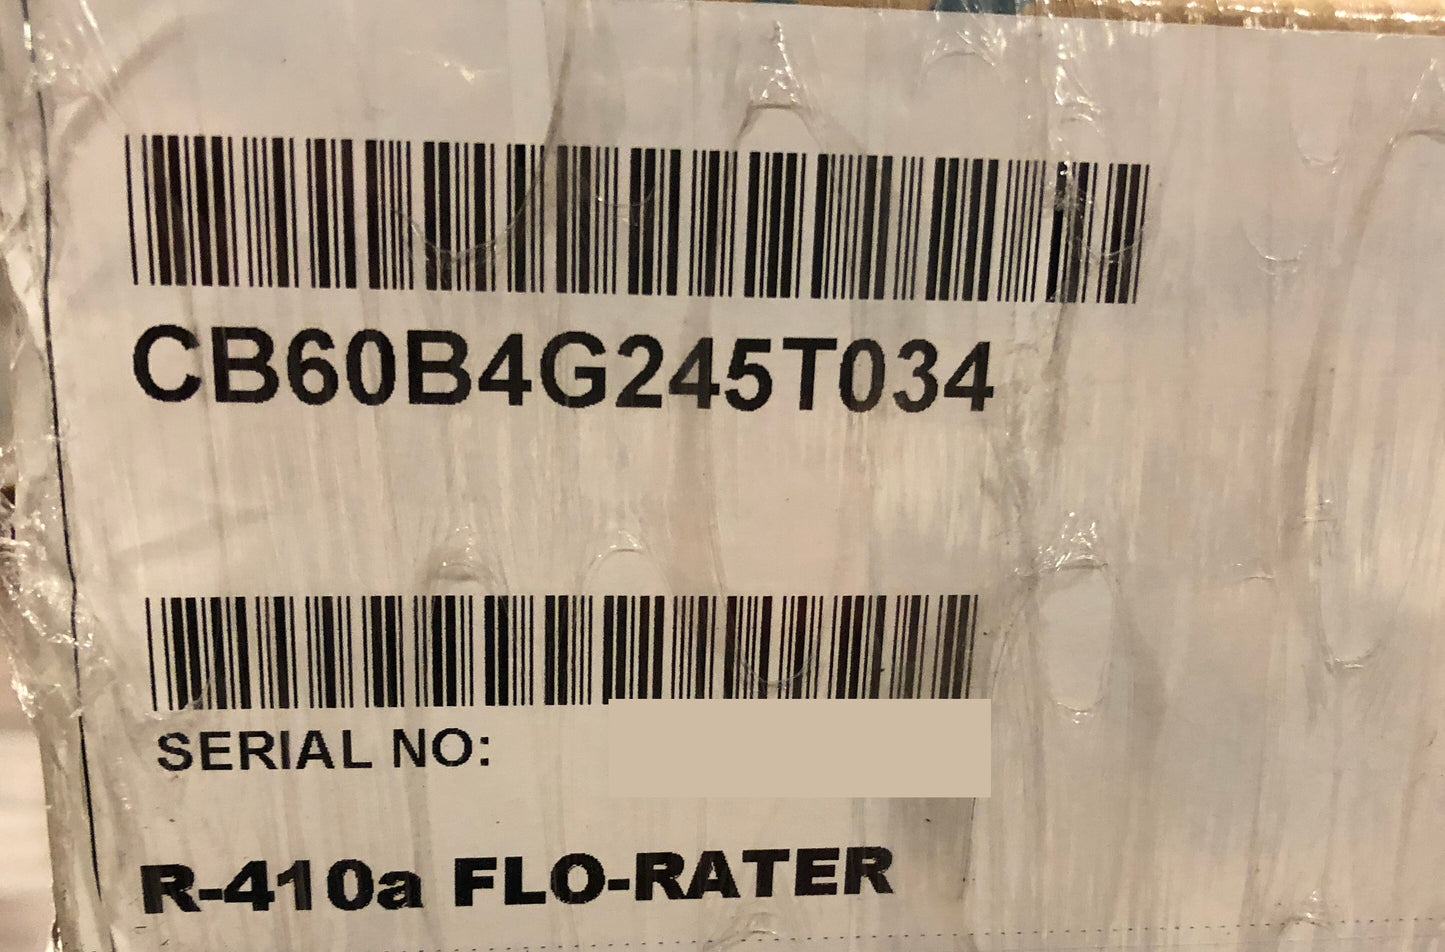 CB60B4G245T034
SERIAL NO:
R-410a FLO-RATER